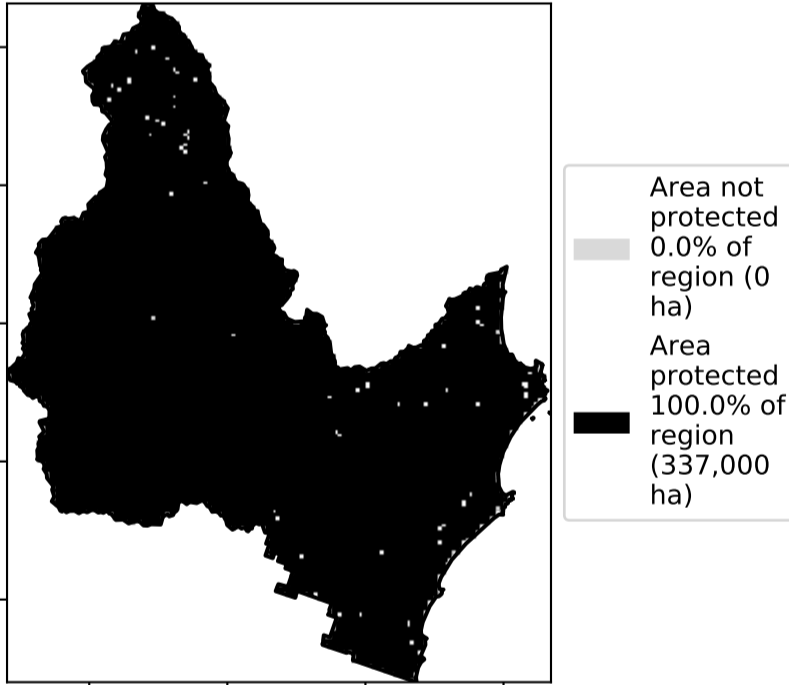 Area not
protected
0.0% of
region (0
ha)
Area
protected
100.0% of
region
(337,000
ha)